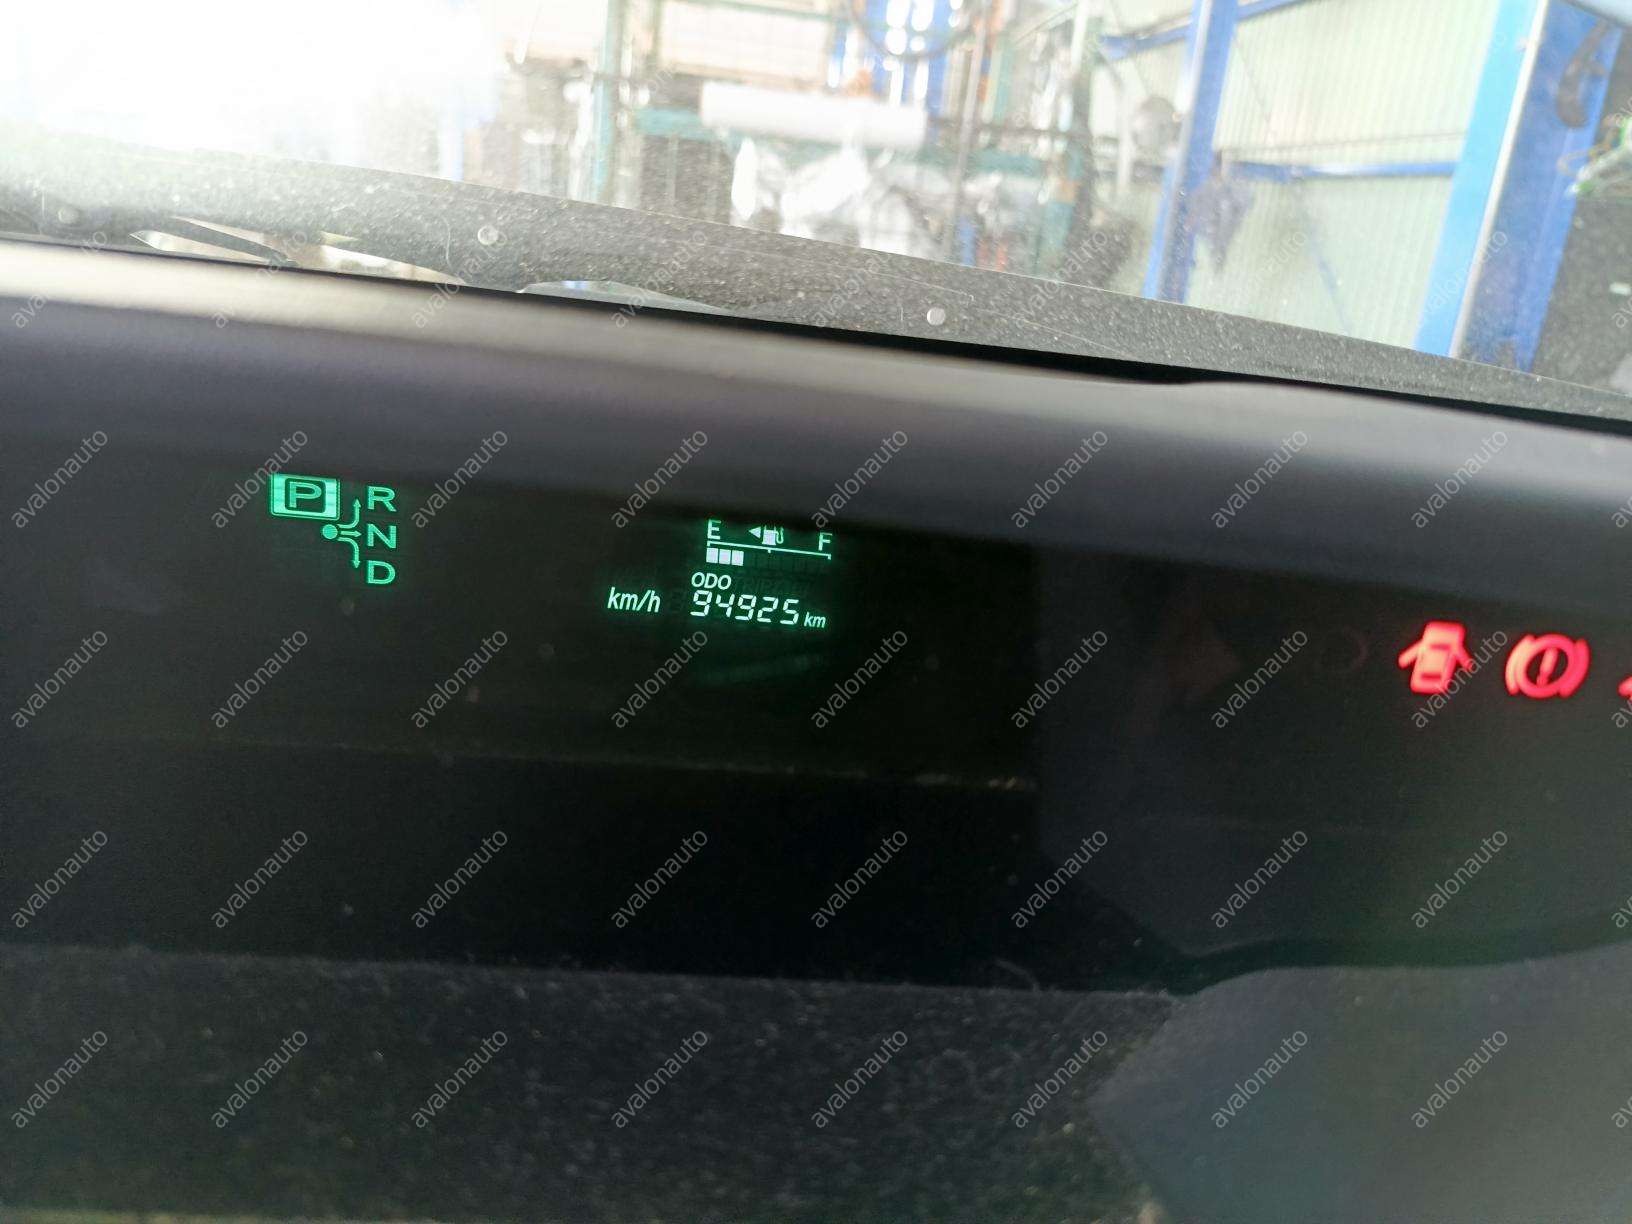 P R
N
D
E F
ODO
km/h 94925 km
avalonauto